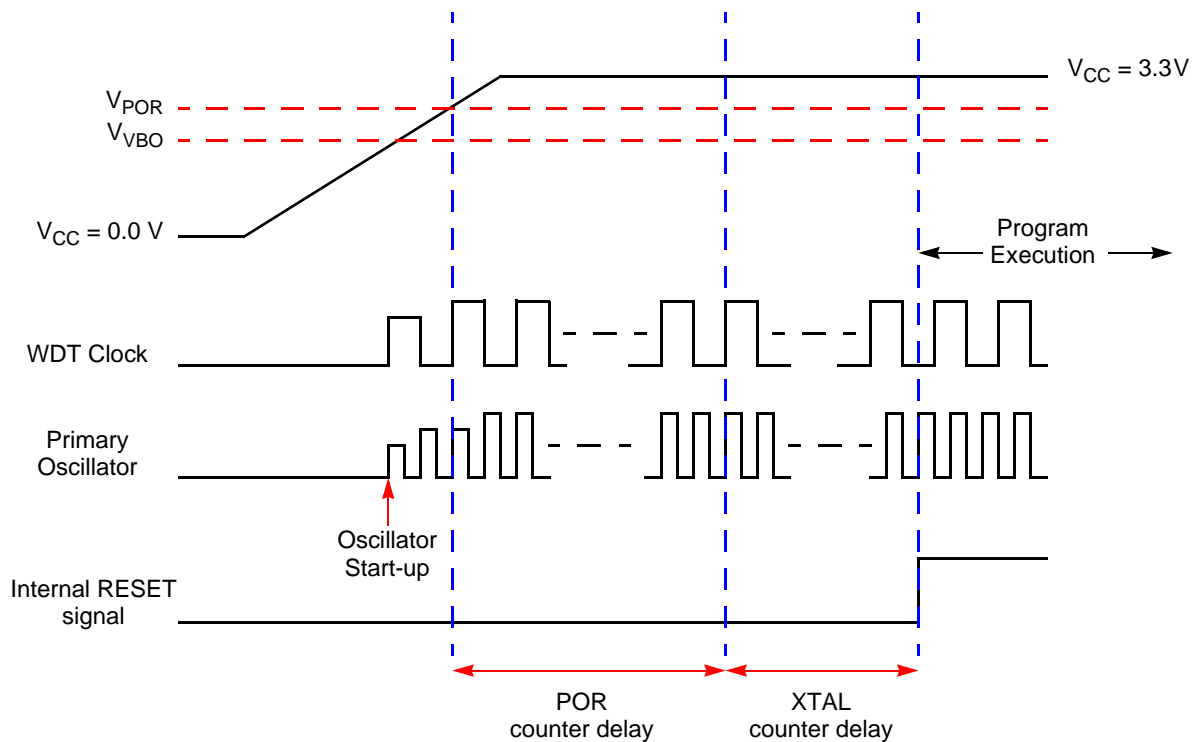 V_CC = 3.3V
V_POR
V_VBO
V_CC = 0.0 V
Program
Execution
WDT Clock
Primary
Oscillator
Oscillator
Start-up
Internal RESET
signal
POR
counter delay
XTAL
counter delay